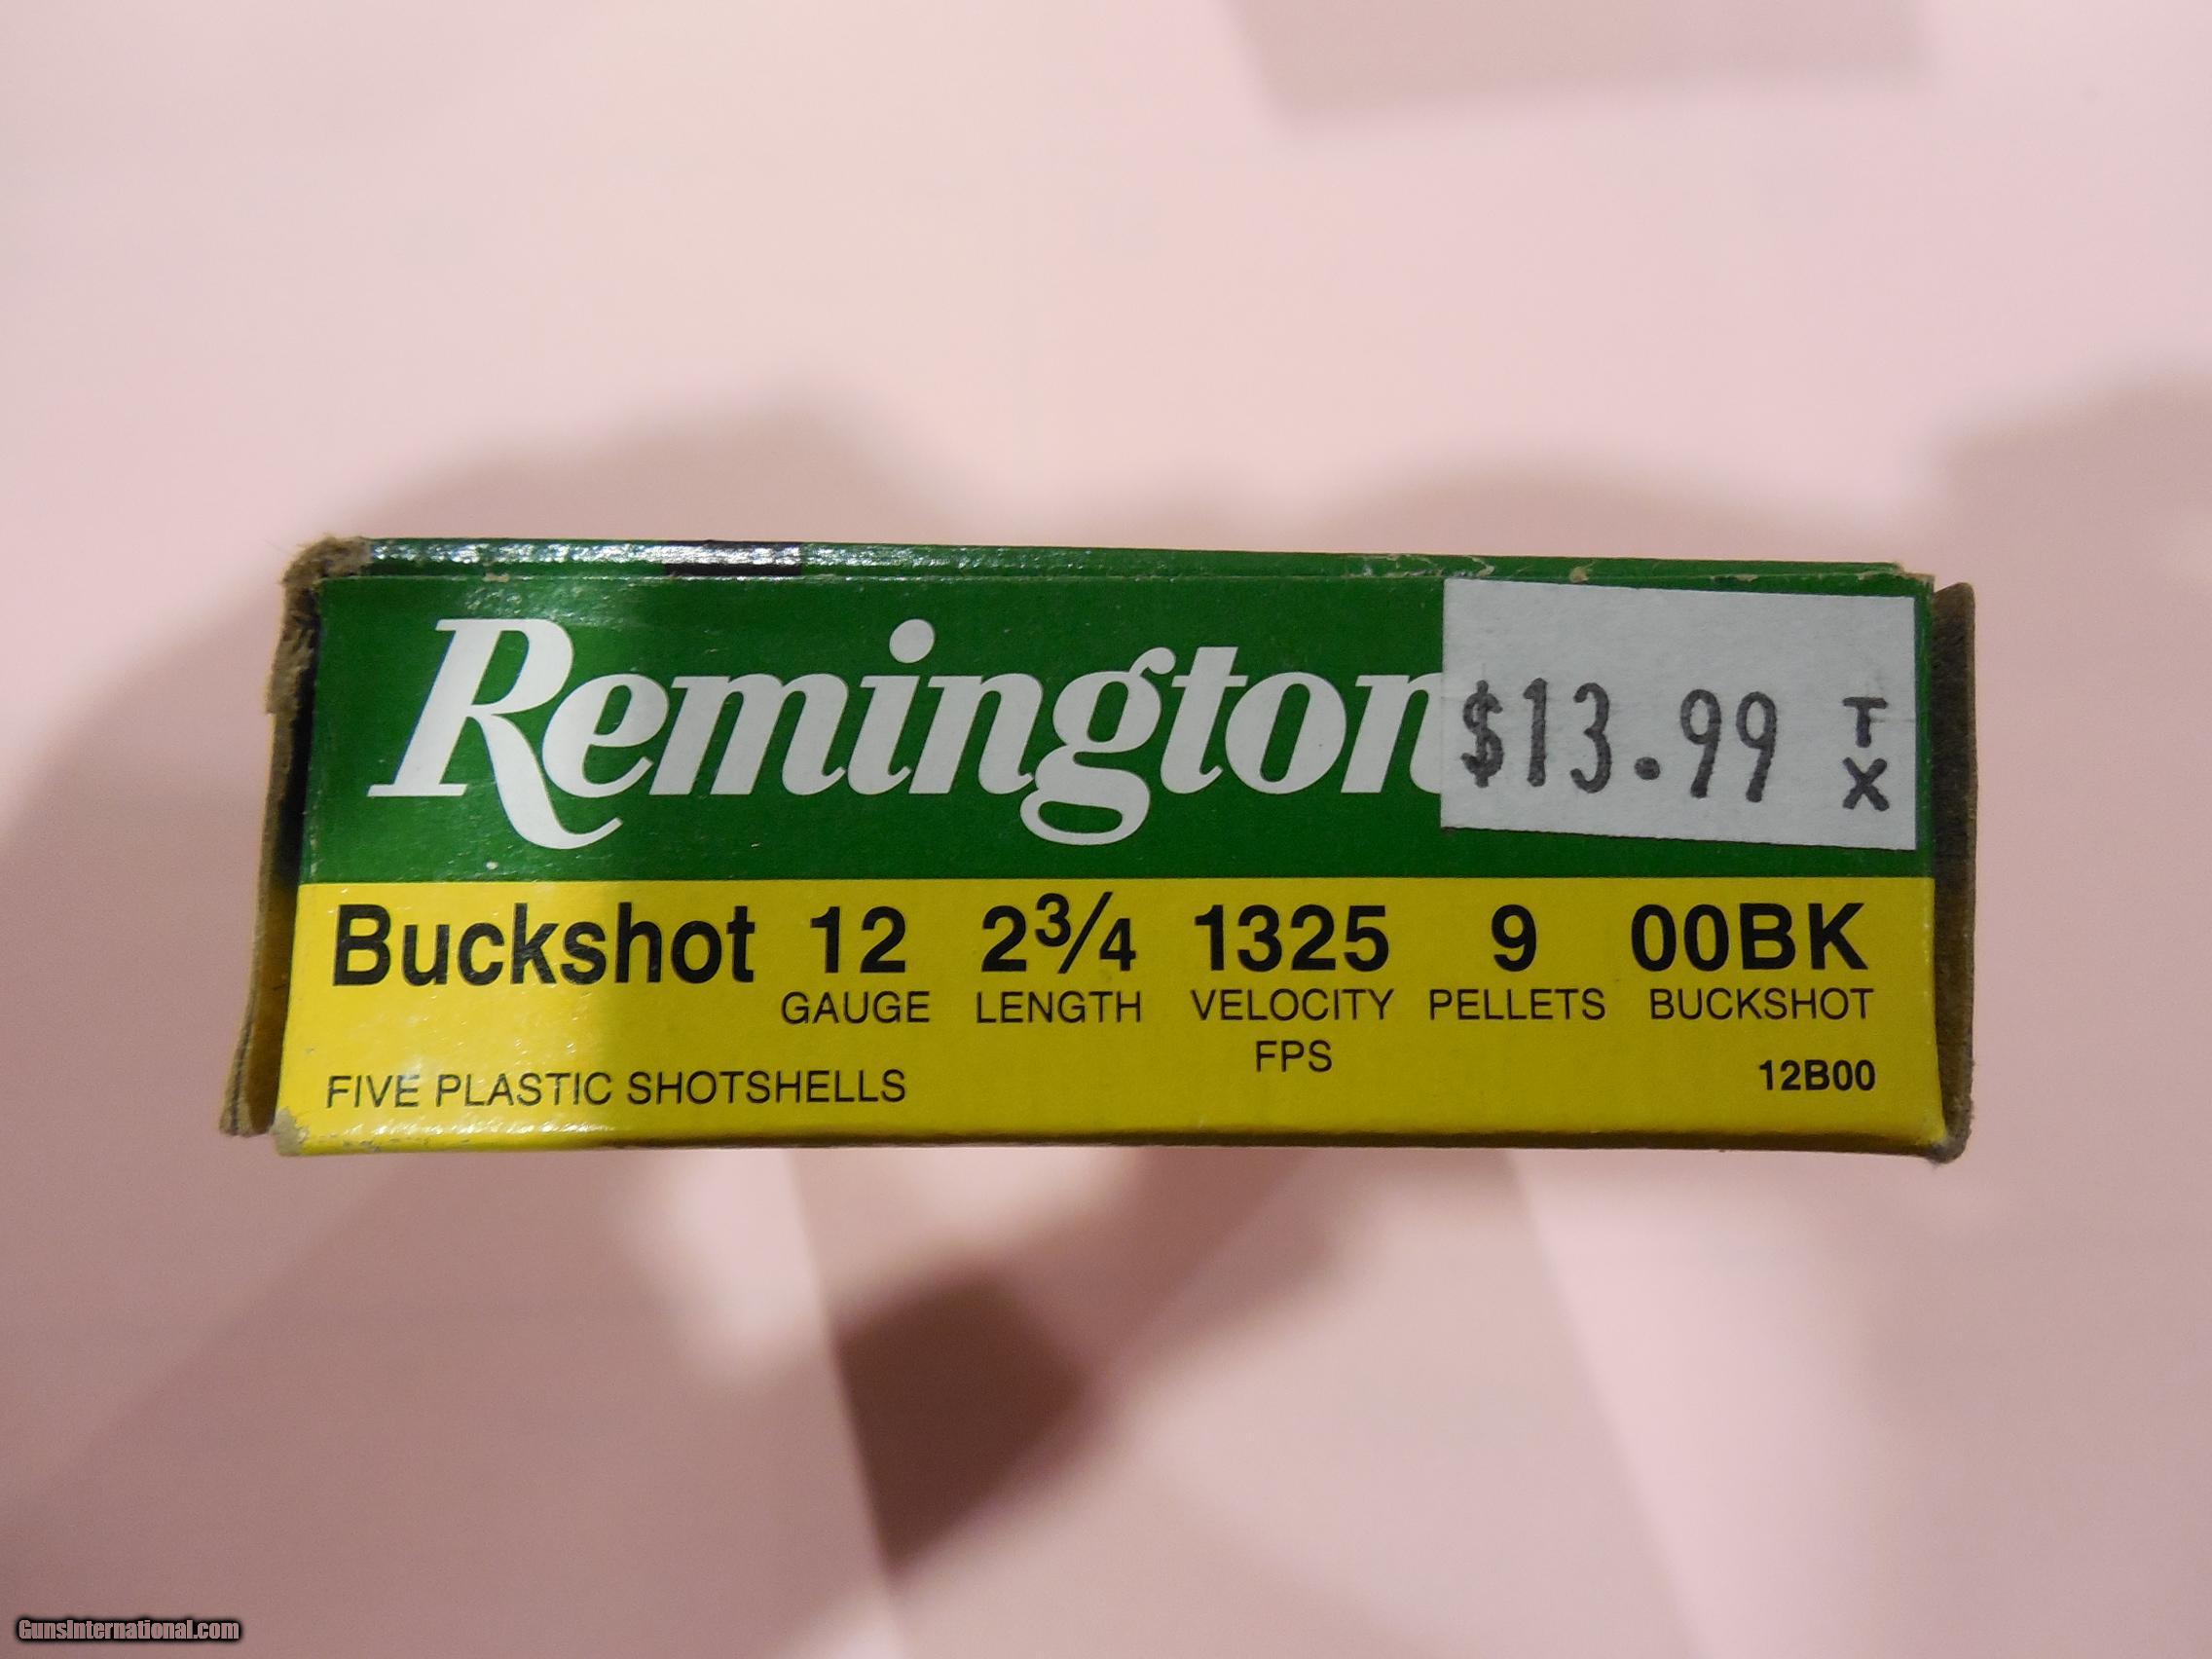 Remington
$13.99 TX
Buckshot 12 2¾ 1325 9 00BK
GAUGE LENGTH VELOCITY PELLETS BUCKSHOT
FPS
FIVE PLASTIC SHOTSHELLS 12B00
GunsInternational.com